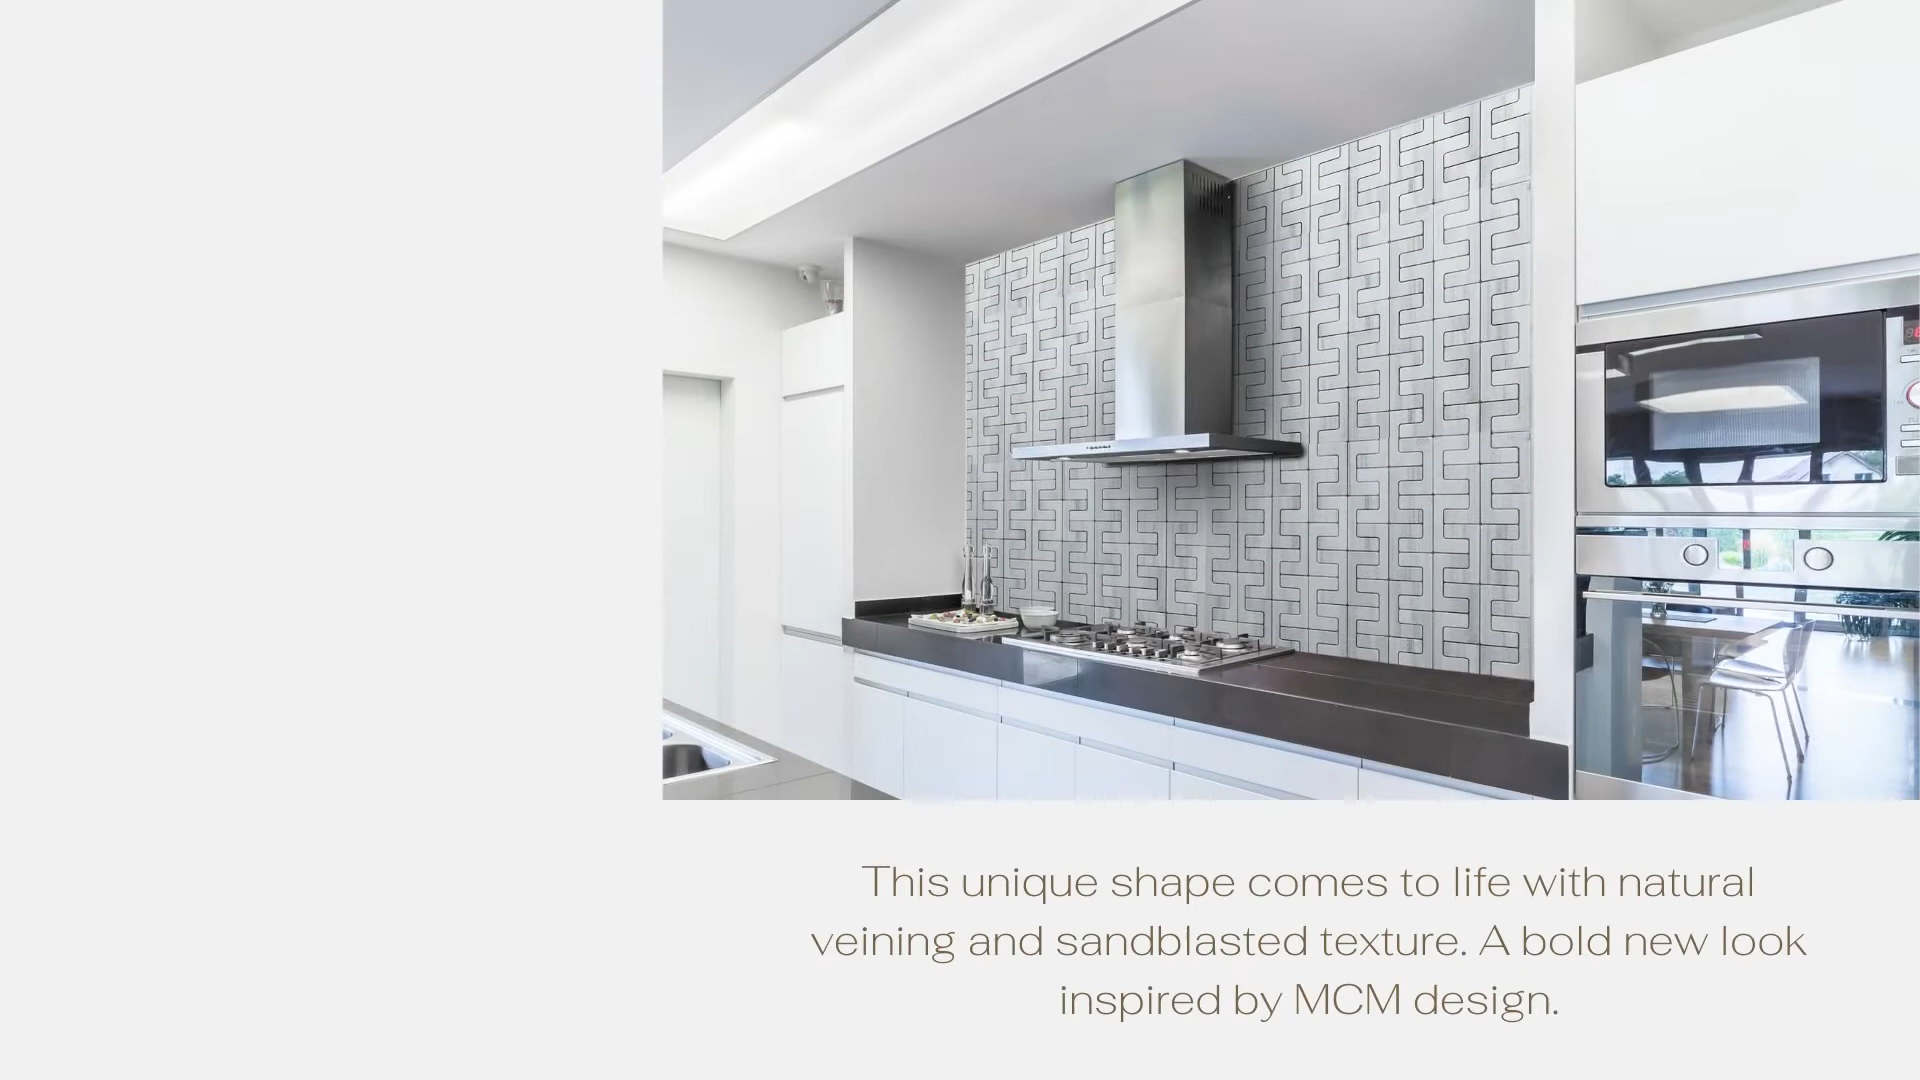 This unique shape comes to life with natural
veining and sandblasted texture. A bold new look
inspired by MCM design.